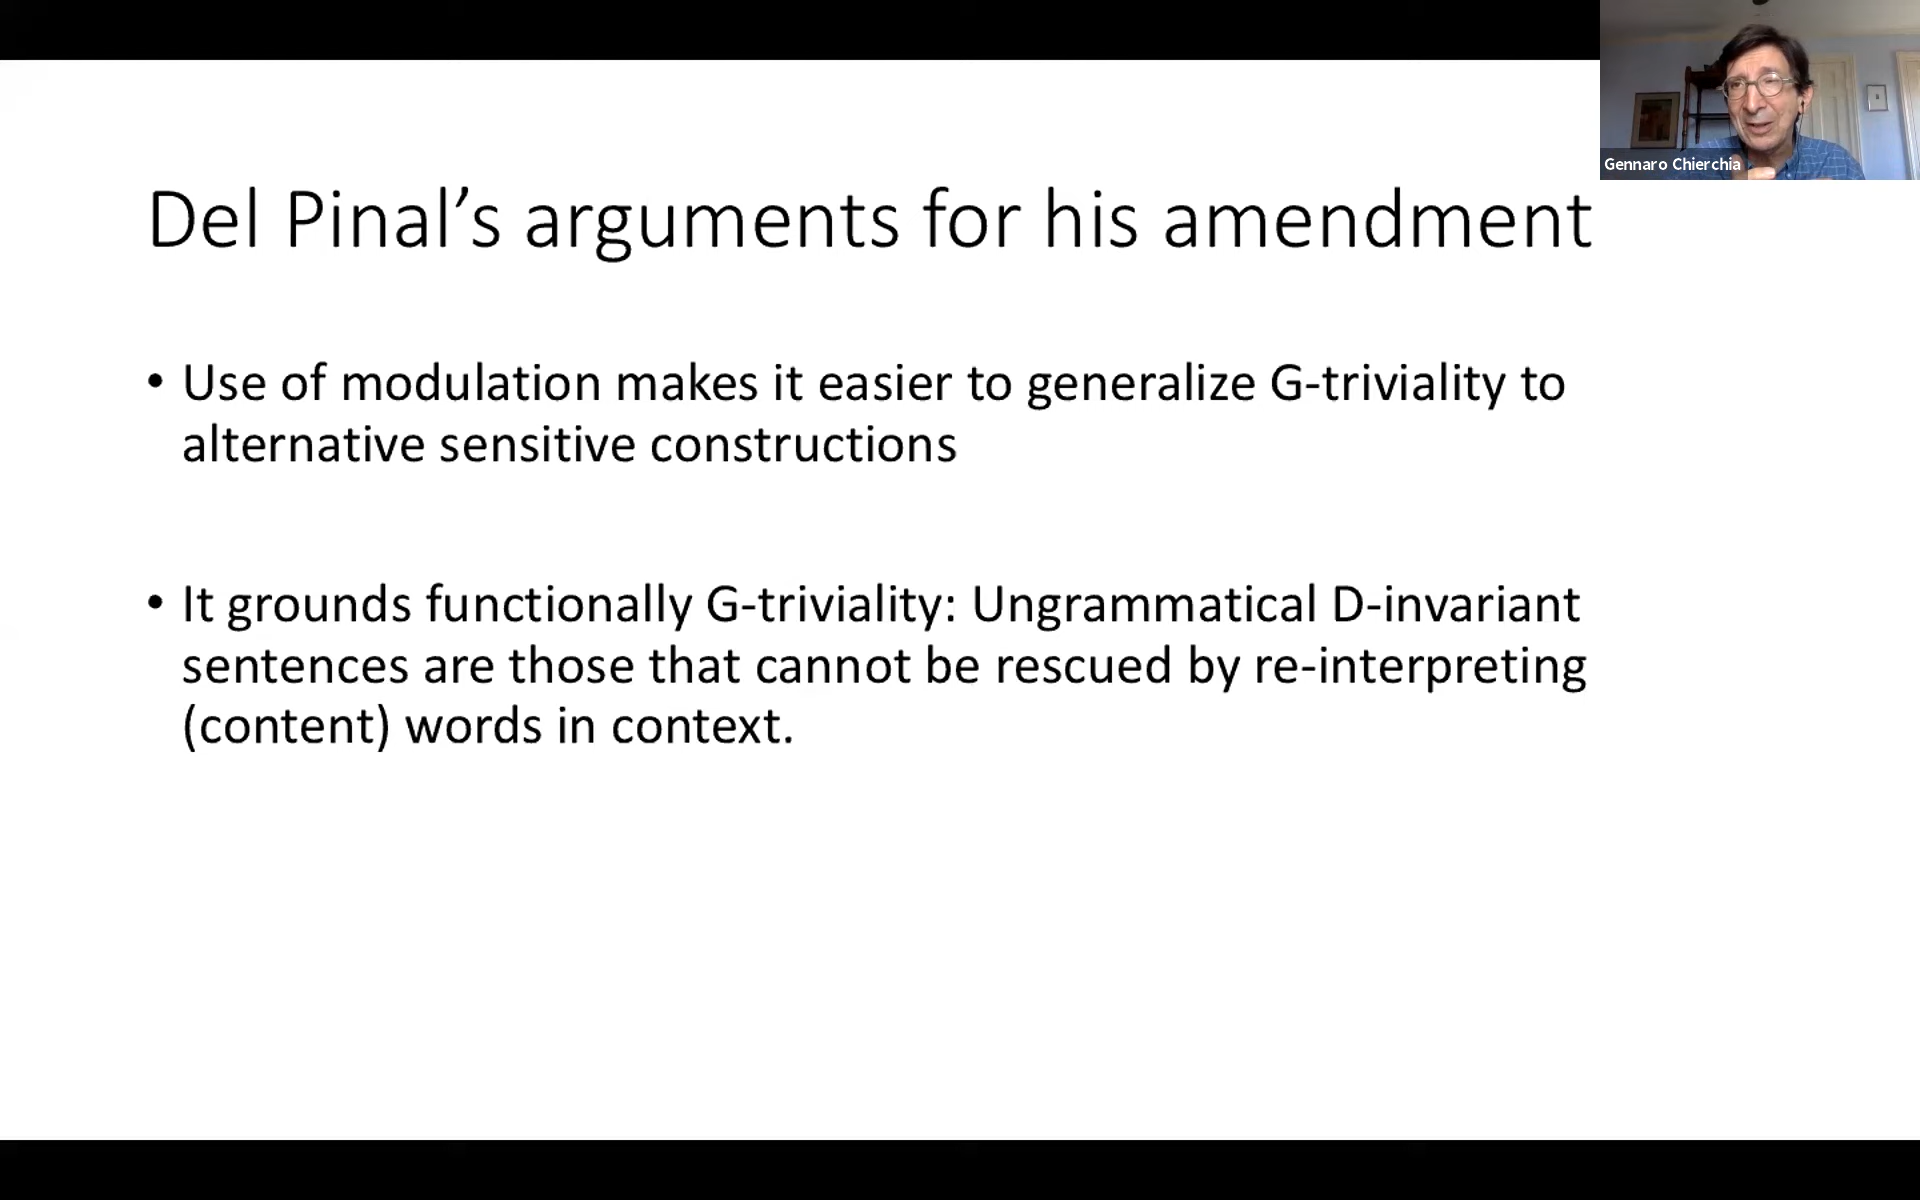 Gennaro Chierchia
Del Pinal’s arguments for his amendment
• Use of modulation makes it easier to generalize G-triviality to
alternative sensitive constructions
• It grounds functionally G-triviality: Ungrammatical D-invariant
sentences are those that cannot be rescued by re-interpreting
(content) words in context.